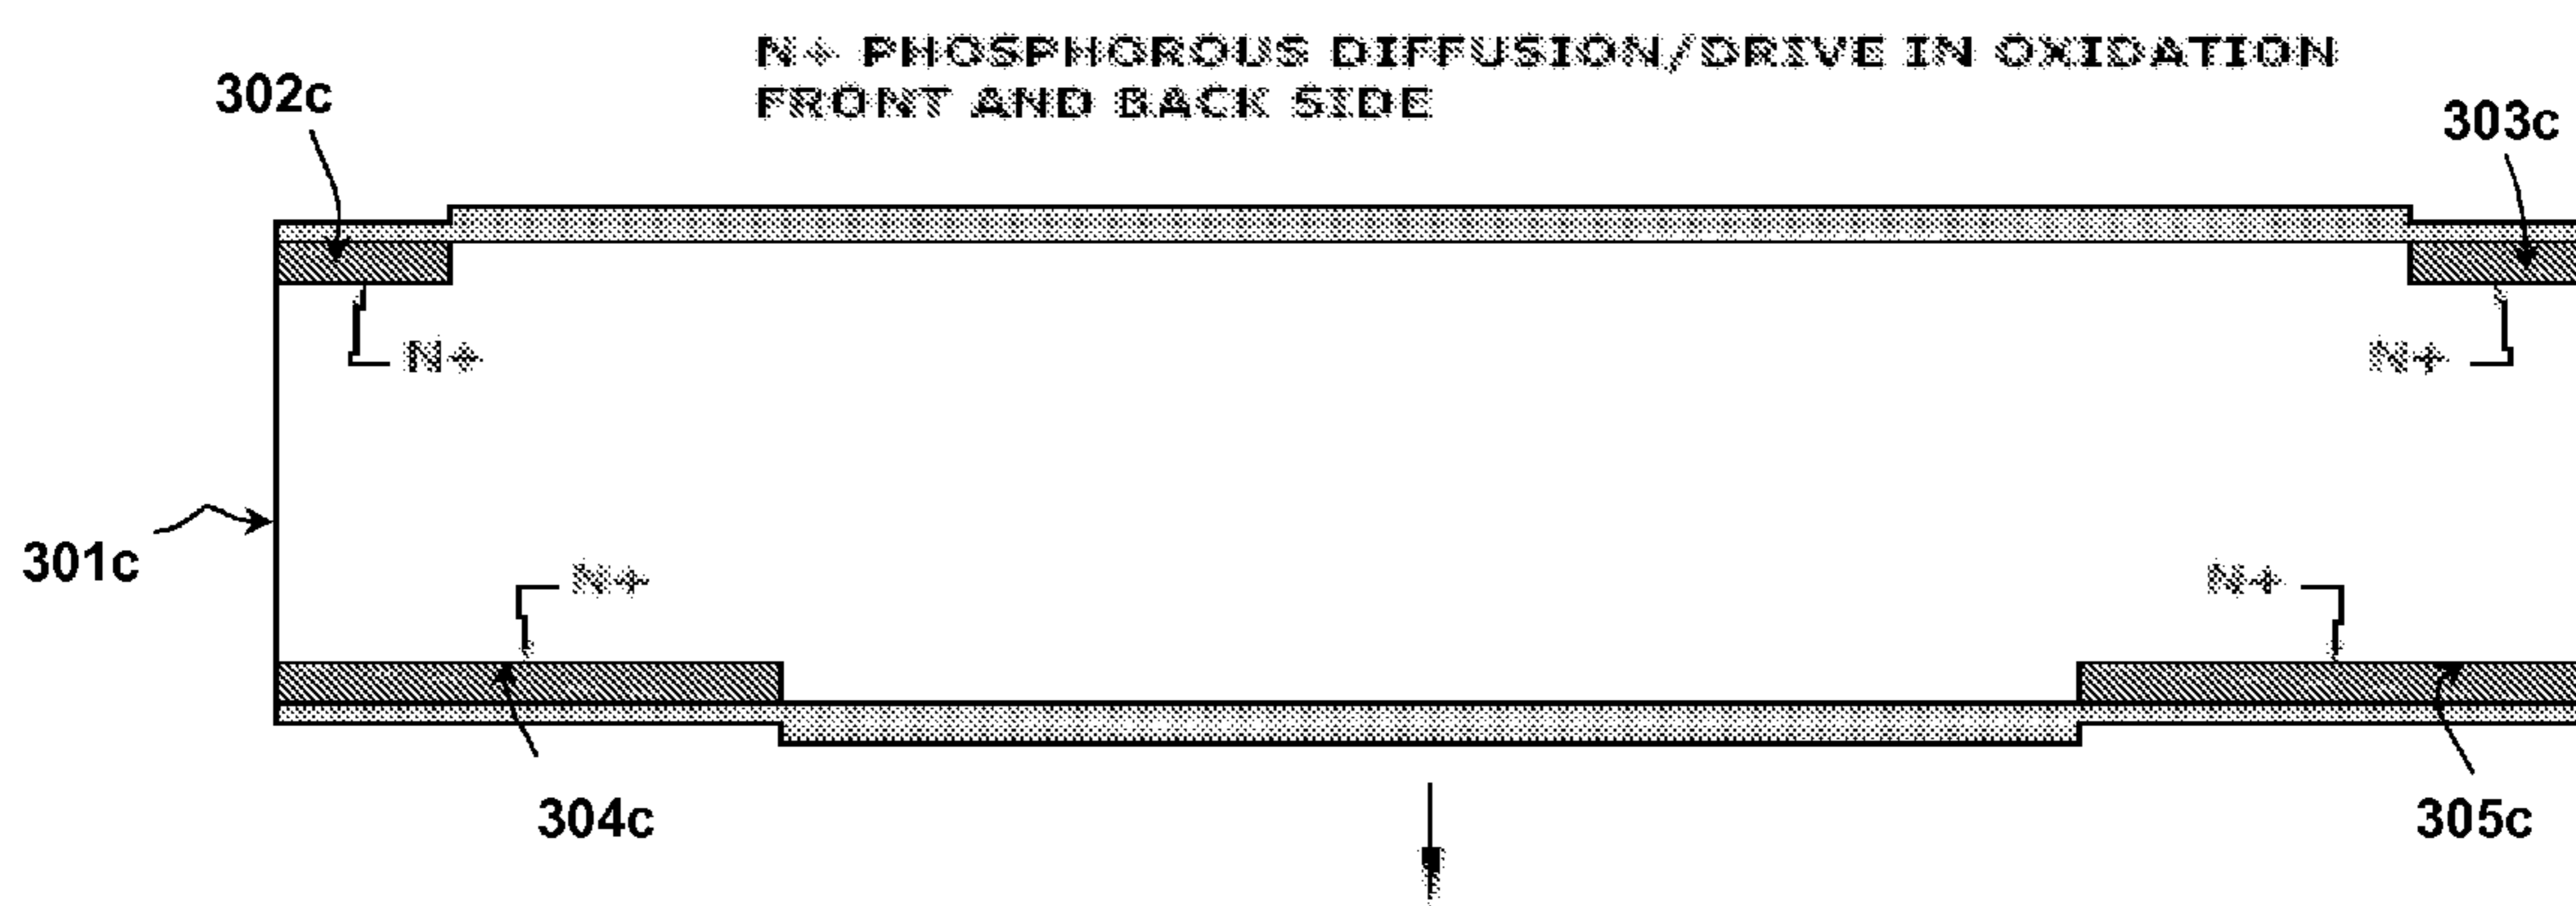 N+ PHOSPHOROUS DIFFUSION/DRIVE IN OXIDATION
FRONT AND BACK SIDE
302c
303c
N+
N+
301c
N+
N+
304c
305c